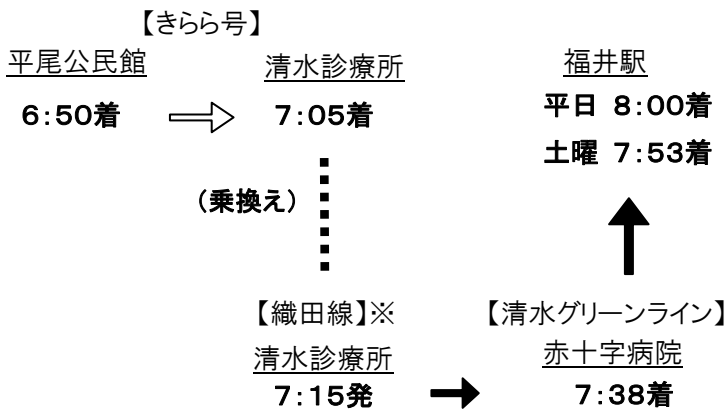 【きらら号】
平尾公民館
6:50着
清水診療所
7:05着
(乗換え)
【織田線】※
清水診療所
7:15発
【清水グリーンライン】
赤十字病院
7:38着
福井駅
平日 8:00着
土曜 7:53着